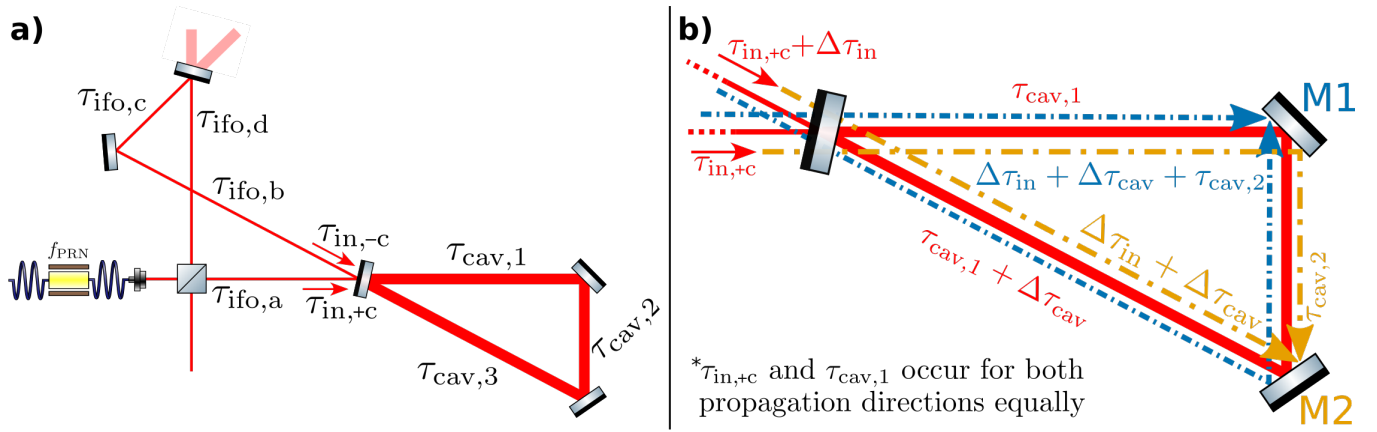 a)
τifo,c
τifo,d
τifo,b
fPRN
τin,−c
τcav,1
τifo,a
τin,+c
τcav,2
τcav,3
b)
τin,+c+Δτin
τcav,1
M1
τin,+c
Δτin + Δτcav + τcav,2
Δτin + Δτcav
τcav,1 + Δτcav
τcav,2
*τin,+c and τcav,1 occur for both
propagation directions equally
M2